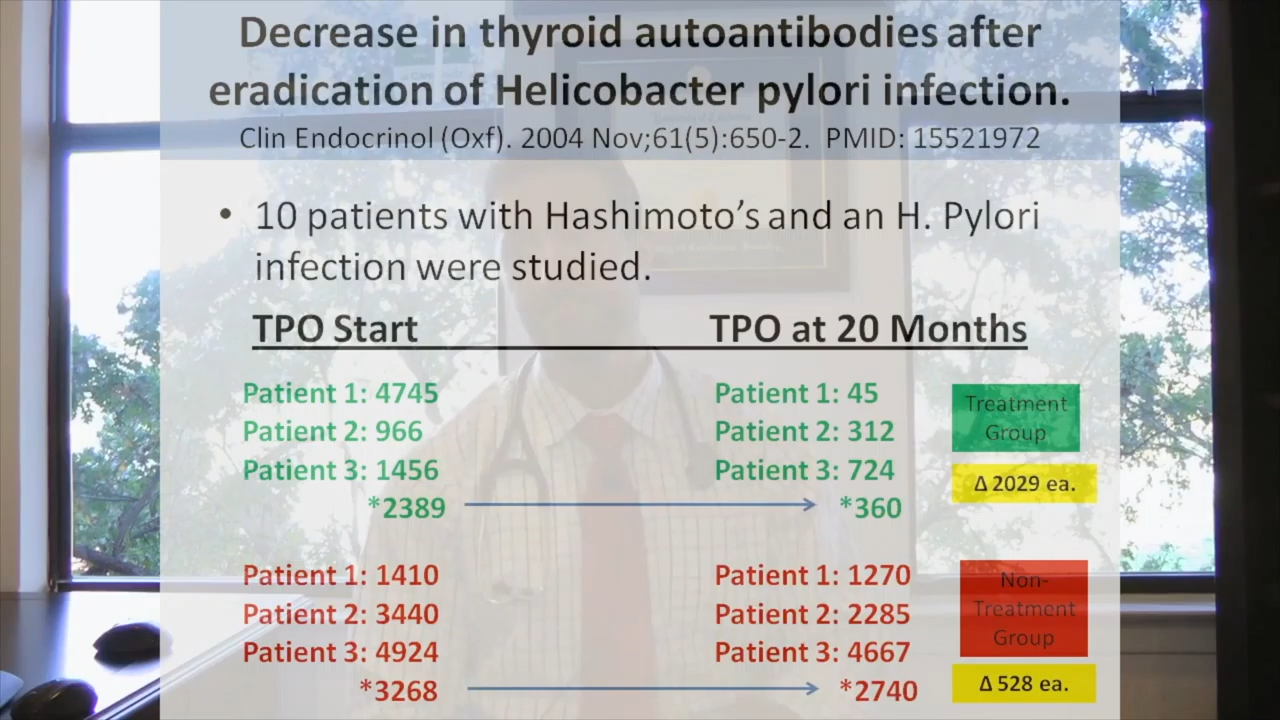 Decrease in thyroid autoantibodies after
eradication of Helicobacter pylori infection.
Clin Endocrinol (Oxf). 2004 Nov;61(5):650-2. PMID: 15521972
• 10 patients with Hashimoto’s and an H. Pylori
infection were studied.
TPO Start
TPO at 20 Months
Patient 1: 4745
Patient 2: 966
Patient 3: 1456
*2389
Patient 1: 45
Patient 2: 312
Patient 3: 724
*360
Treatment
Group
Δ 2029 ea.
Patient 1: 1410
Patient 2: 3440
Patient 3: 4924
*3268
Patient 1: 1270
Patient 2: 2285
Patient 3: 4667
*2740
Non-
Treatment
Group
Δ 528 ea.